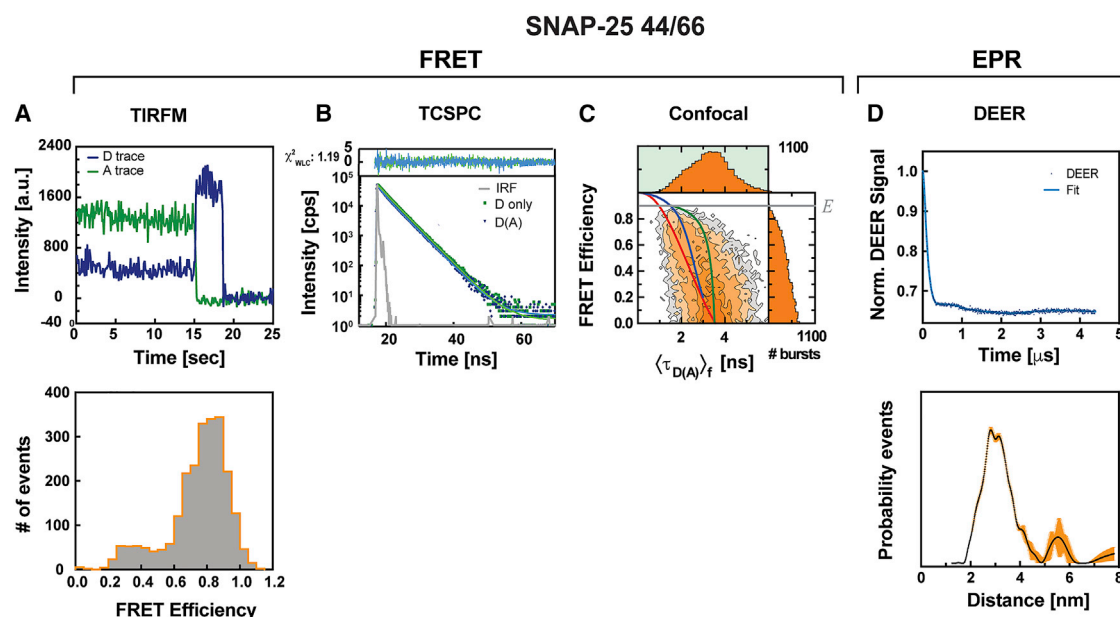 SNAP-25 44/66
FRET
EPR
A
TIRFM
B
TCSPC
C
Confocal
D
DEER
Intensity [a.u.]
2400
1600
800
0
-40
D trace
A trace
0 5 10 15 20 25
Time [sec]
χ²WLC: 1.19
5
0
Intensity [cps]
10⁵
10⁴
10³
10²
10¹
10⁰
IRF
D only
D(A)
20 40 60
Time [ns]
1100
FRET Efficiency
0.8
0.6
0.4
0.2
0.0
E
2 4
1100
⟨τD(A)⟩f [ns]
# bursts
Norm. DEER Signal
1.0
0.9
0.8
0.7
DEER
Fit
0 1 2 3 4 5
Time [μs]
# of events
400
300
200
100
0
0.0 0.2 0.4 0.6 0.8 1.0 1.2
FRET Efficiency
Probability events
0 2 4 6 8
Distance [nm]